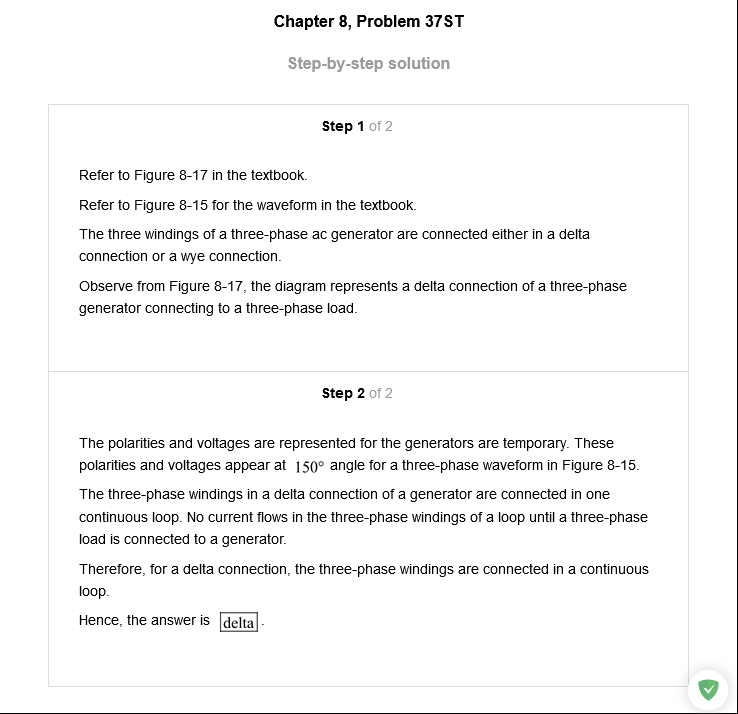 Chapter 8, Problem 37ST
Step-by-step solution
Step 1 of 2
Refer to Figure 8-17 in the textbook.
Refer to Figure 8-15 for the waveform in the textbook.
The three windings of a three-phase ac generator are connected either in a delta
connection or a wye connection.
Observe from Figure 8-17, the diagram represents a delta connection of a three-phase
generator connecting to a three-phase load.
Step 2 of 2
The polarities and voltages are represented for the generators are temporary. These
polarities and voltages appear at 150° angle for a three-phase waveform in Figure 8-15.
The three-phase windings in a delta connection of a generator are connected in one
continuous loop. No current flows in the three-phase windings of a loop until a three-phase
load is connected to a generator.
Therefore, for a delta connection, the three-phase windings are connected in a continuous
loop.
Hence, the answer is delta.